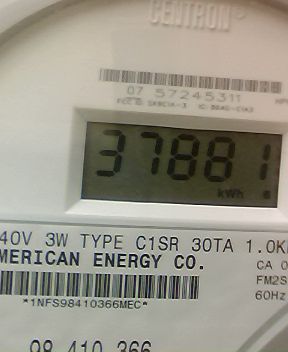 CENTRON®
07 57245311
37881
kWh
40V 3W TYPE C1SR 30TA 1.0K
MERICAN ENERGY CO.
CA 0
FM2S
60Hz
*1NFS98410366MEC*
98 410 366